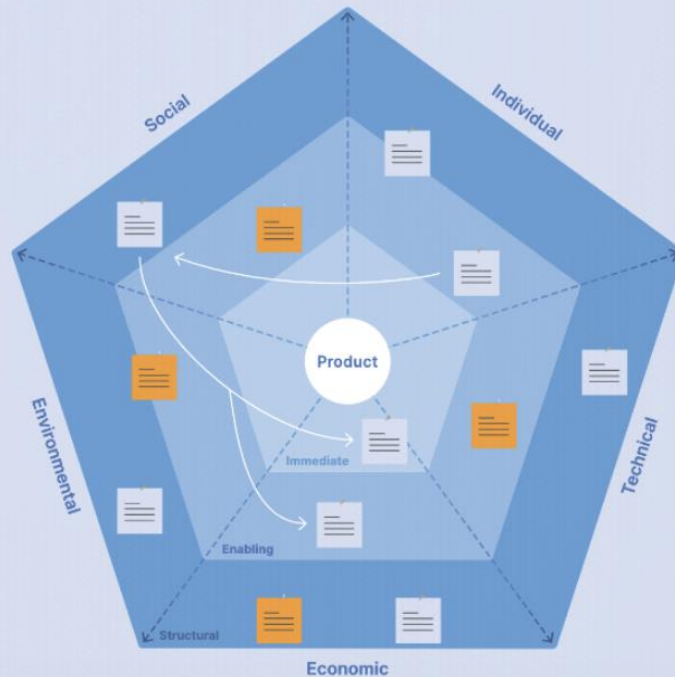 Social
Individual
Product
Environmental
Technical
Immediate
Enabling
Structural
Economic